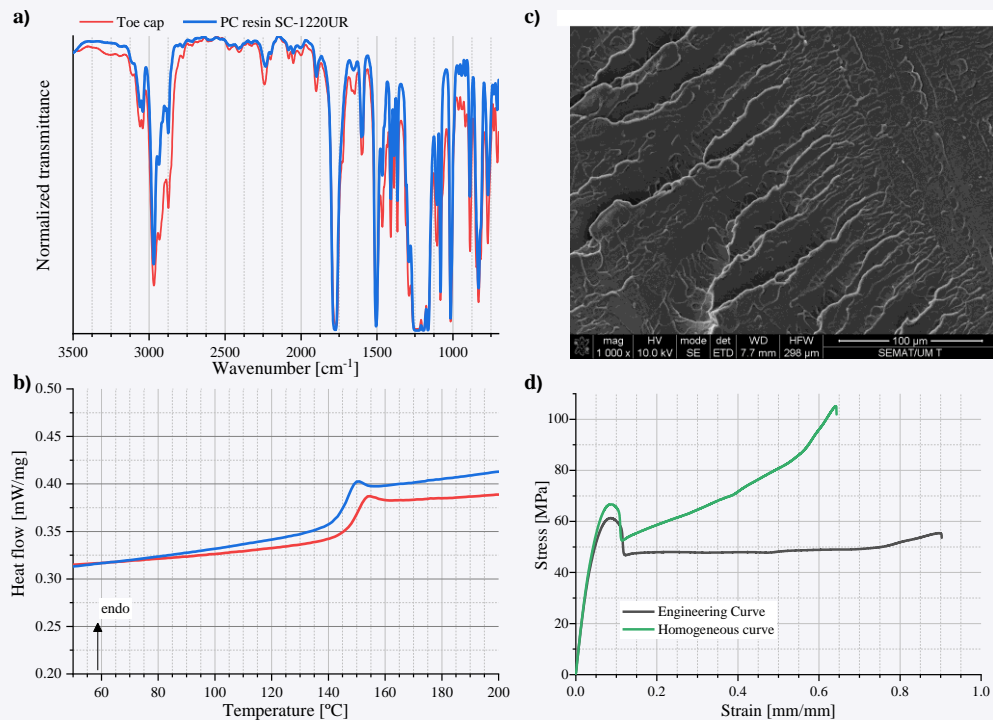 a)
Toe cap
PC resin SC-1220UR
Normalized transmittance
3500 3000 2500 2000 1500 1000
Wavenumber [cm⁻¹]
b)
0.50
0.45
0.40
0.35
0.30
0.25
0.20
Heat flow [mW/mg]
endo
60 80 100 120 140 160 180 200
Temperature [ºC]
c)
mag HV mode det WD HFW 100 µm
1 000 x 10.0 kV SE ETD 7.7 mm 298 µm SEMAT/UM T
d)
100
80
60
40
20
0
Stress [MPa]
Engineering Curve
Homogeneous curve
0.0 0.2 0.4 0.6 0.8 1.0
Strain [mm/mm]